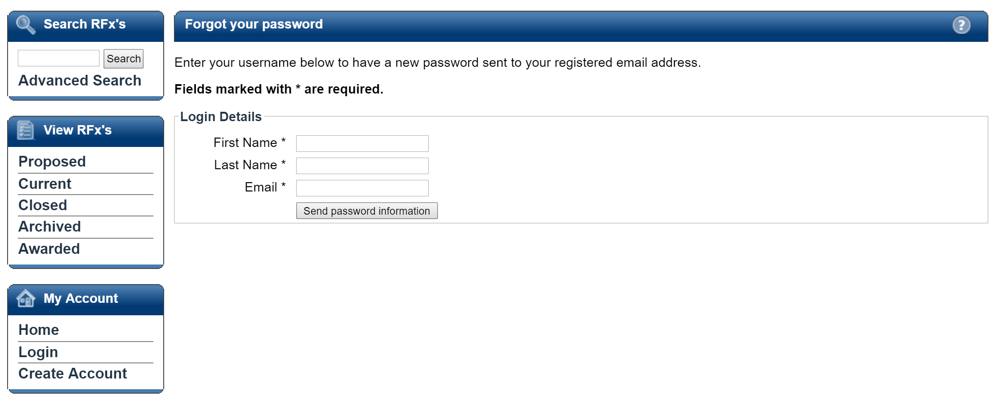 Search RFx's
Search
Advanced Search
View RFx's
Proposed
Current
Closed
Archived
Awarded
My Account
Home
Login
Create Account
Forgot your password
?
Enter your username below to have a new password sent to your registered email address.
Fields marked with * are required.
Login Details
First Name *
Last Name *
Email *
Send password information